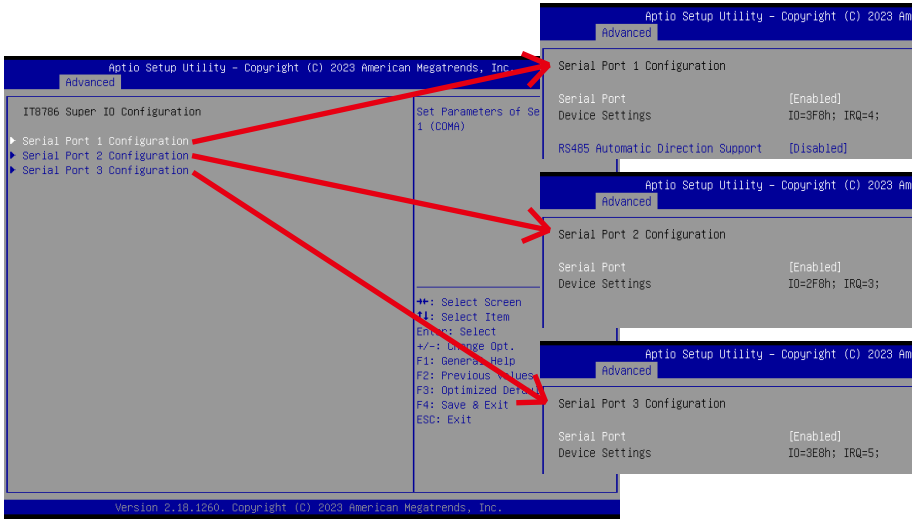 Aptio Setup Utility – Copyright (C) 2023 American Megatrends, Inc.
Advanced
IT8786 Super IO Configuration
Serial Port 1 Configuration
Serial Port 2 Configuration
Serial Port 3 Configuration
Set Parameters of Se
1 (COMA)
→←: Select Screen
↑↓: Select Item
Enter: Select
+/-: Change Opt.
F1: General Help
F2: Previous Values
F3: Optimized Defau
F4: Save & Exit
ESC: Exit
Version 2.18.1260. Copyright (C) 2023 American Megatrends, Inc.
Aptio Setup Utility – Copyright (C) 2023 Am
Advanced
Serial Port 1 Configuration
Serial Port [Enabled]
Device Settings IO=3F8h; IRQ=4;
RS485 Automatic Direction Support [Disabled]
Aptio Setup Utility – Copyright (C) 2023 Am
Advanced
Serial Port 2 Configuration
Serial Port [Enabled]
Device Settings IO=2F8h; IRQ=3;
Aptio Setup Utility – Copyright (C) 2023 Am
Advanced
Serial Port 3 Configuration
Serial Port [Enabled]
Device Settings IO=3E8h; IRQ=5;